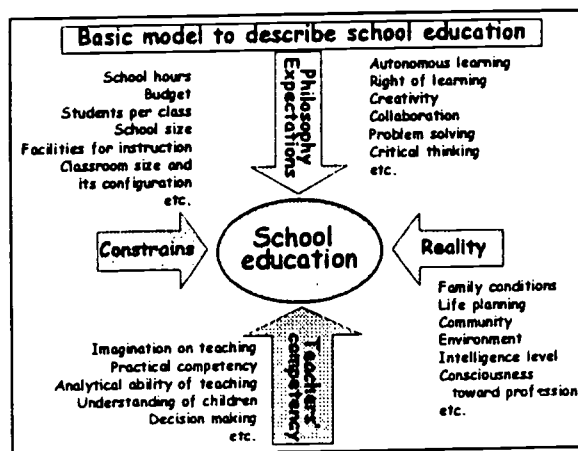 Basic model to describe school education
School hours
Budget
Students per class
School size
Facilities for instruction
Classroom size and
its configuration
etc.
Philosophy
Expectations
Autonomous learning
Right of learning
Creativity
Collaboration
Problem solving
Critical thinking
etc.
Constrains
School
education
Reality
Imagination on teaching
Practical competency
Analytical ability of teaching
Understanding of children
Decision making
etc.
Teachers'
competency
Family conditions
Life planning
Community
Environment
Intelligence level
Consciousness
toward profession
etc.